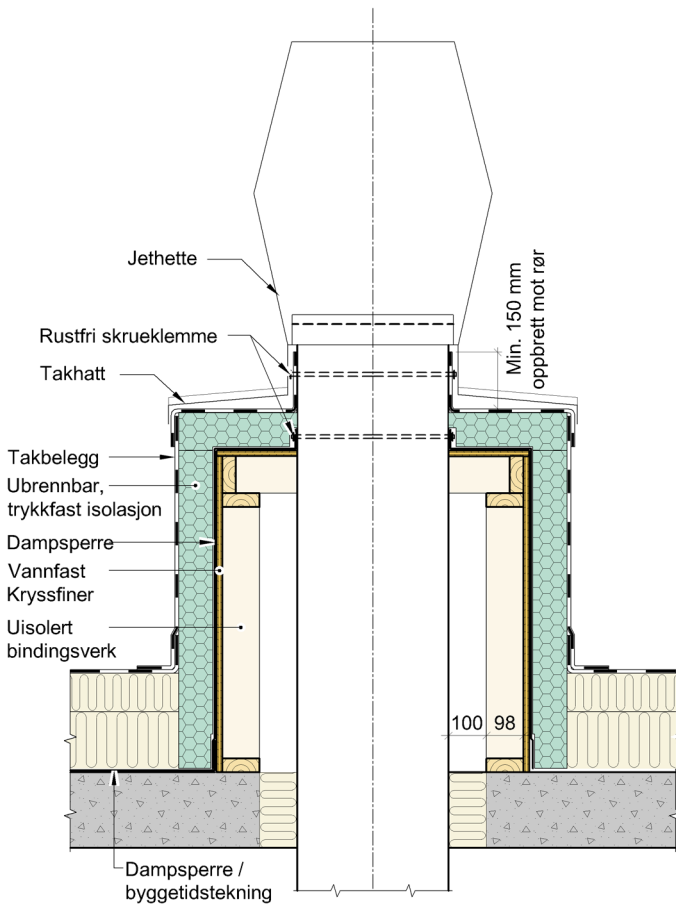 Jethette
Min. 150 mm
oppbrett mot rør
Rustfri skrueklemme
Takhatt
Takbelegg
Ubrennbar,
trykkfast isolasjon
Dampsperre
Vannfast
Kryssfiner
Uisolert
bindingsverk
100 98
Dampsperre /
byggetidstekning